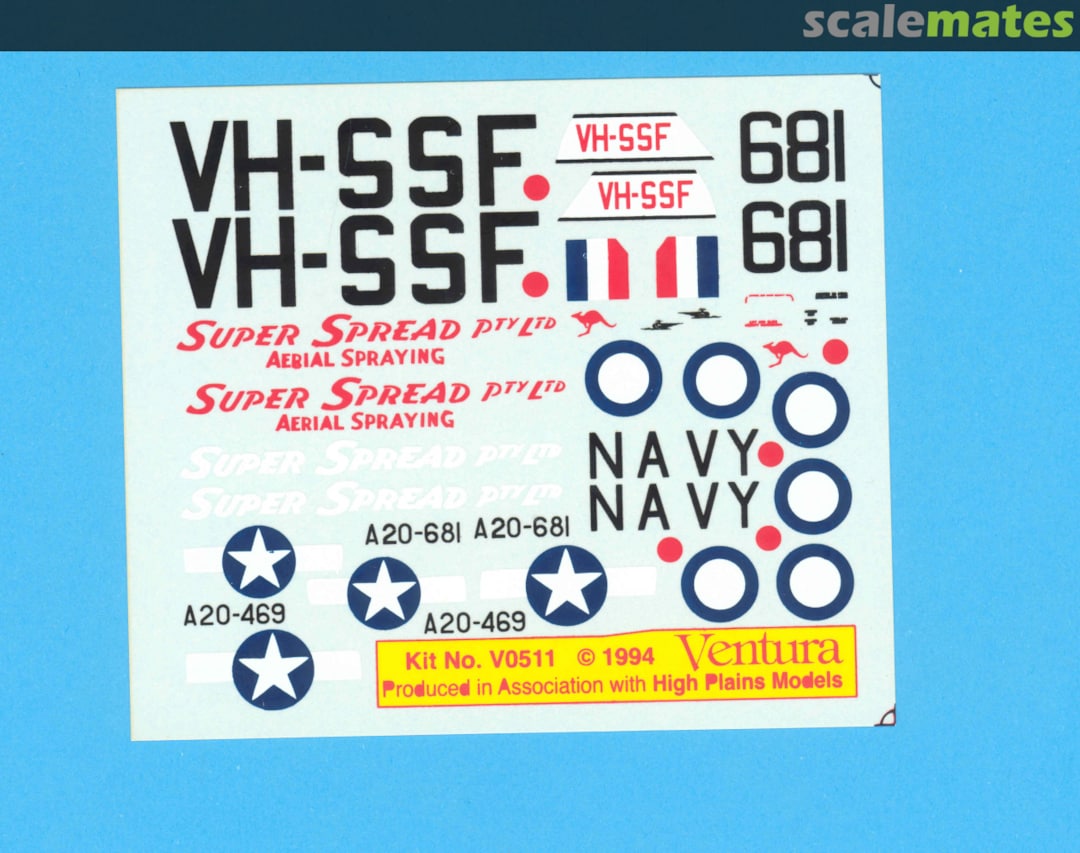 scalemates
VH-SSF
VH-SSF
681
VH-SSF
VH-SSF
681
SUPER SPREAD PTY LTD
AERIAL SPRAYING
SUPER SPREAD PTY LTD
AERIAL SPRAYING
NAVY
SUPER SPREAD PTY LTD
NAVY
SUPER SPREAD PTY LTD
A20-681 A20-681
A20-469
A20-469
Kit No. V0511 © 1994 Ventura
Produced in Association with High Plains Models